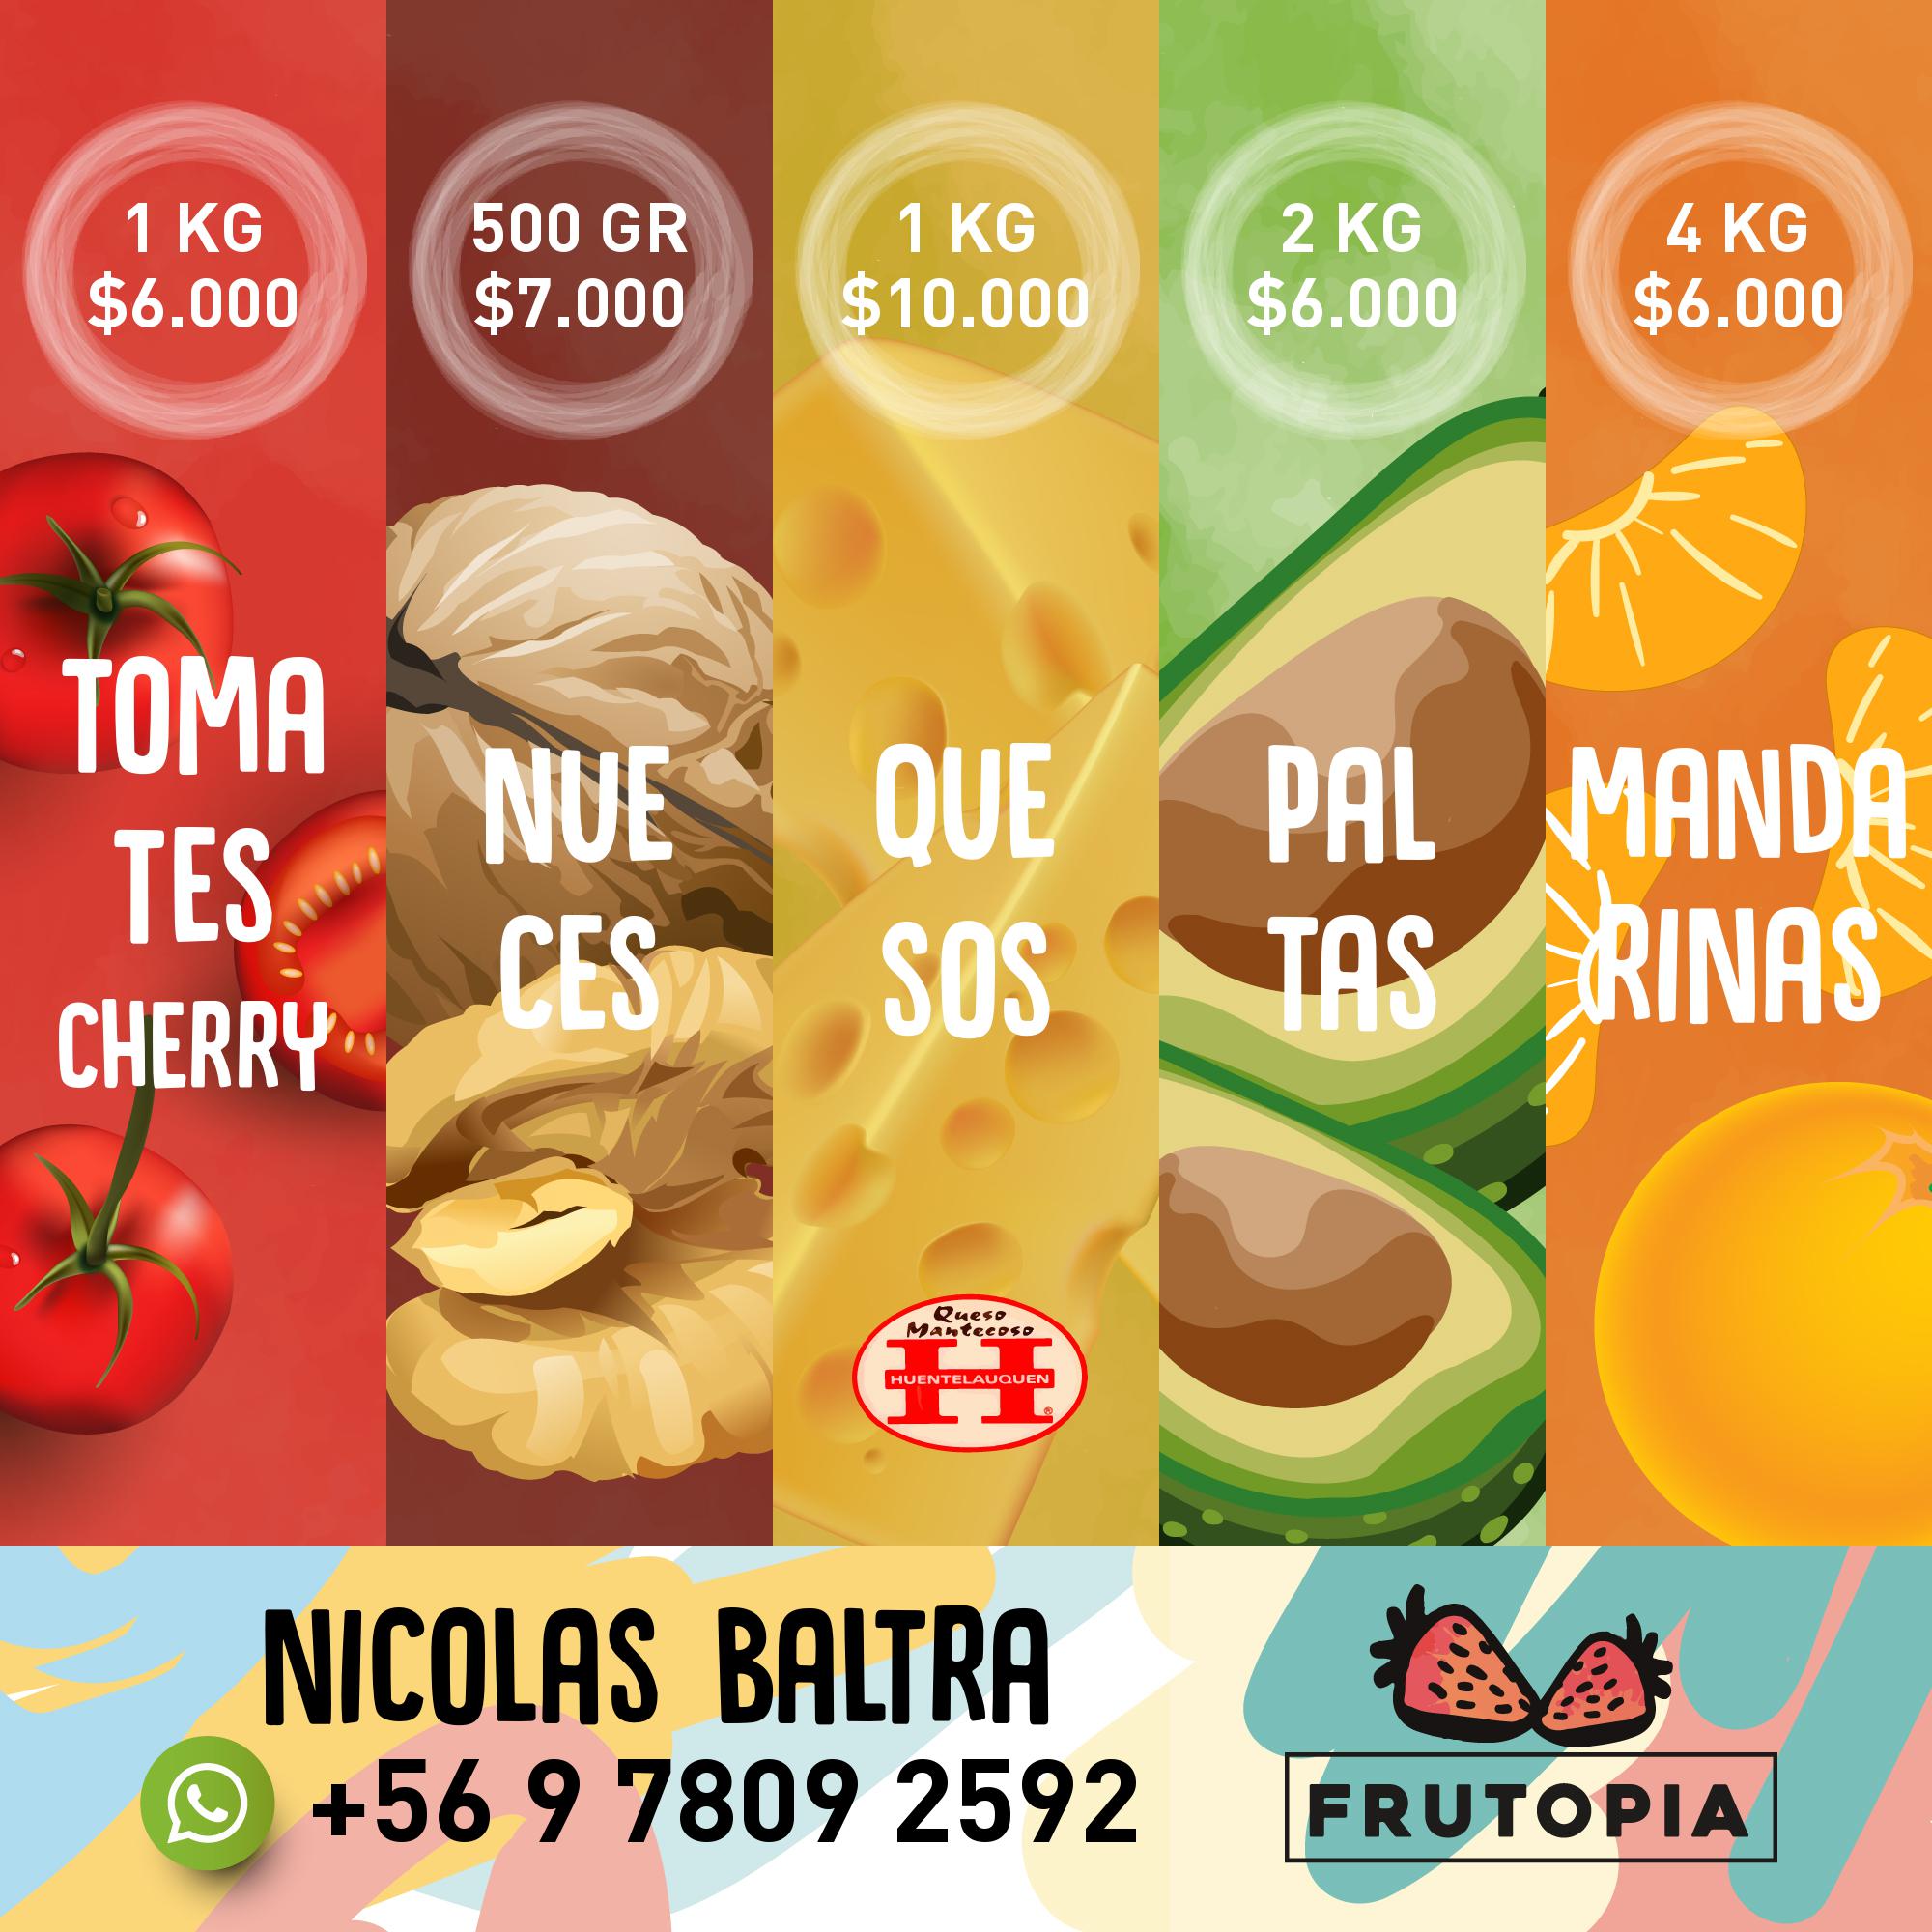 1 KG
$6.000
TOMA
TES
CHERRY
500 GR
$7.000
NUE
CES
1 KG
$10.000
QUE
SOS
Queso
Mantecoso
H
HUENTELAUQUEN
®
2 KG
$6.000
PAL
TAS
4 KG
$6.000
MANDA
RINAS
NICOLAS BALTRA
+56 9 7809 2592
FRUTOPIA